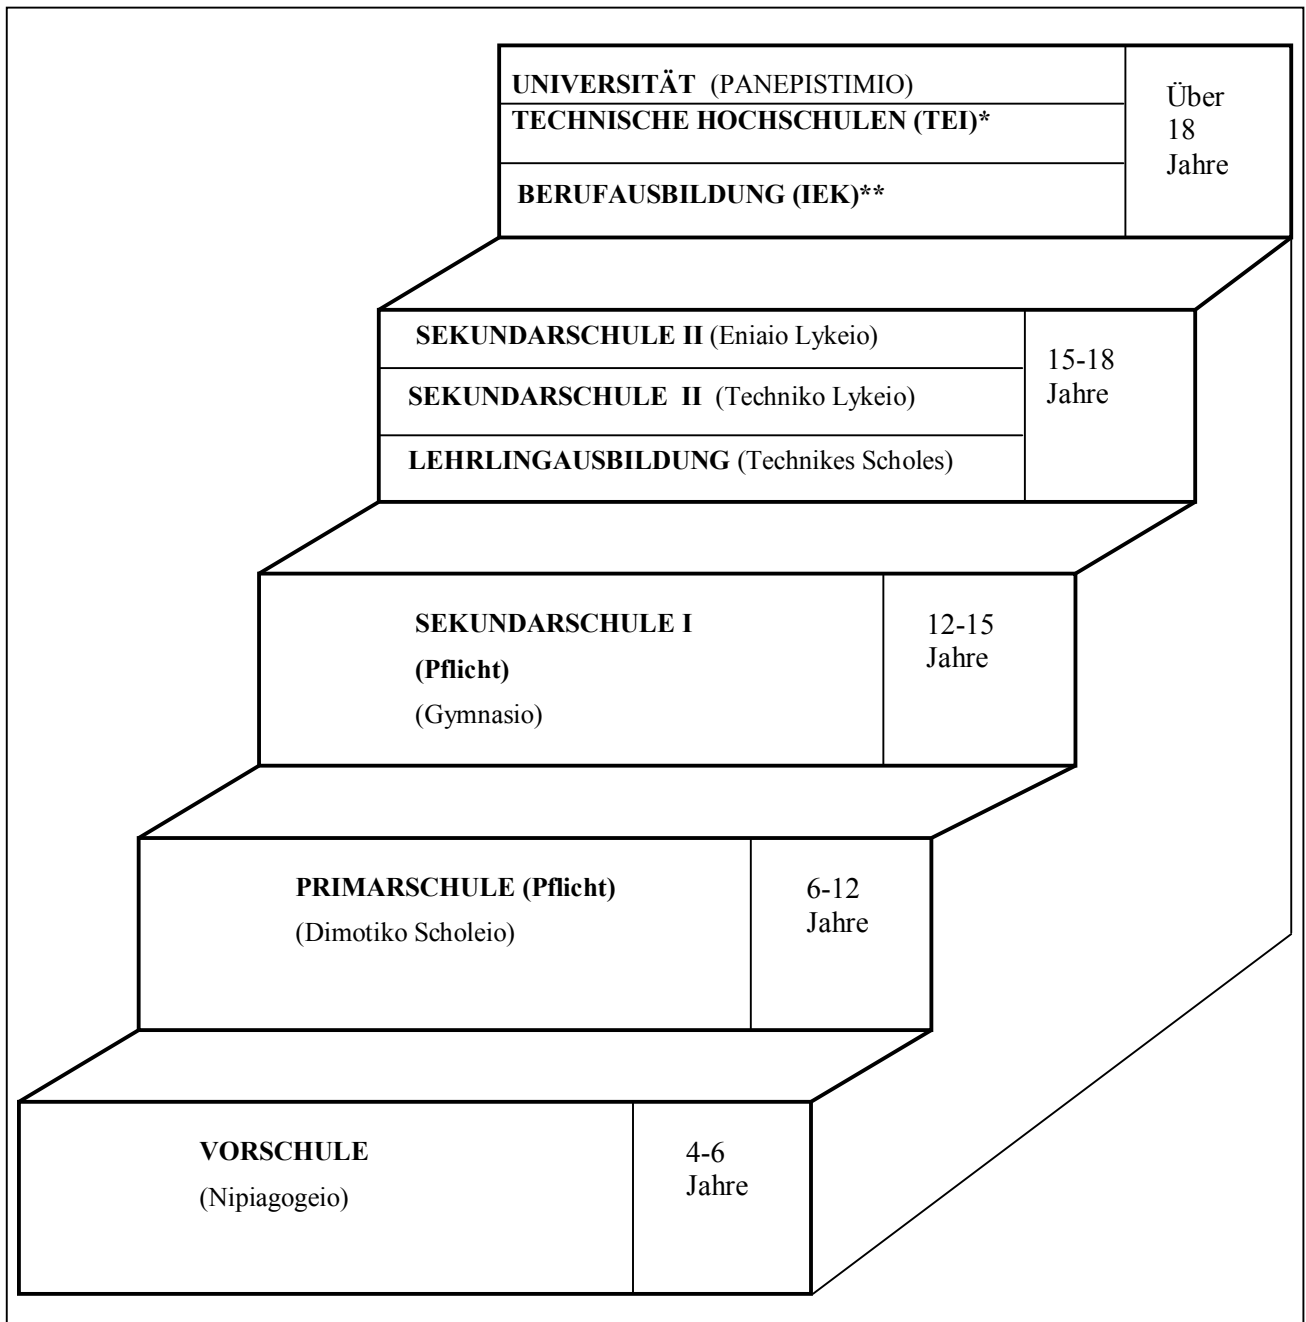 UNIVERSITÄT (PANEPISTIMIO)
TECHNISCHE HOCHSCHULEN (TEI)*
BERUFAUSBILDUNG (IEK)**
Über
18
Jahre
SEKUNDARSCHULE II (Eniaio Lykeio)
SEKUNDARSCHULE II (Techniko Lykeio)
LEHRLINGAUSBILDUNG (Technikes Scholes)
15-18
Jahre
SEKUNDARSCHULE I
(Pflicht)
(Gymnasio)
12-15
Jahre
PRIMARSCHULE (Pflicht)
(Dimotiko Scholeio)
6-12
Jahre
VORSCHULE
(Nipiagogeio)
4-6
Jahre